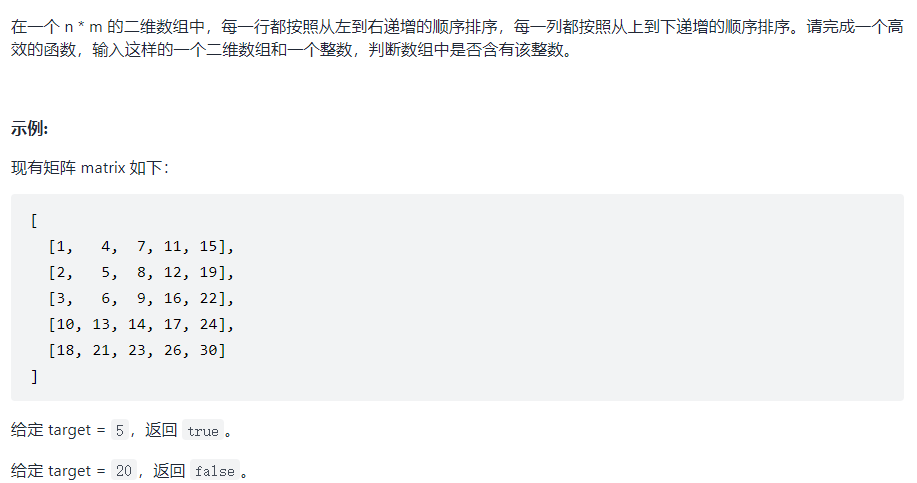 在一个 n * m 的二维数组中，每一行都按照从左到右递增的顺序排序，每一列都按照从上到下递增的顺序排序。请完成一个高
效的函数，输入这样的一个二维数组和一个整数，判断数组中是否含有该整数。
示例:
现有矩阵 matrix 如下：
[
[1,   4,  7, 11, 15],
[2,   5,  8, 12, 19],
[3,   6,  9, 16, 22],
[10, 13, 14, 17, 24],
[18, 21, 23, 26, 30]
]
给定 target = 5，返回 true 。
给定 target = 20，返回 false 。